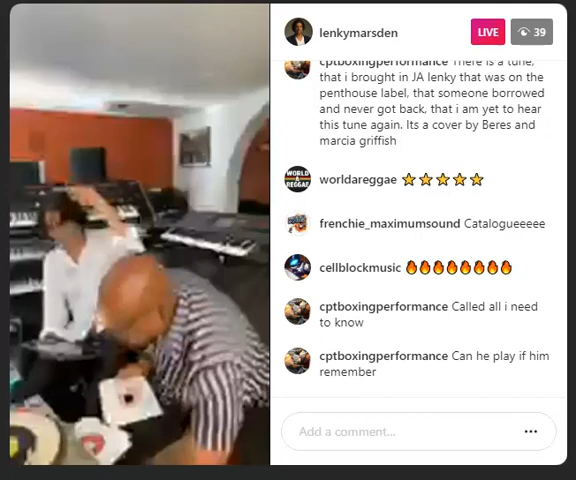 lenkymarsden
LIVE
39
cptboxingperformance There is a tune,
that i brought in JA lenky that was on the
penthouse label, that someone borrowed
and never got back, that i am yet to hear
this tune again. Its a cover by Beres and
marcia griffish
WORLD A REGGAE
worldareggae ⭐⭐⭐⭐⭐
frenchie_maximumsound Catalogueeeee
cellblockmusic 🔥🔥🔥🔥🔥🔥🔥🔥
cptboxingperformance Called all i need
to know
cptboxingperformance Can he play if him
remember
Add a comment...